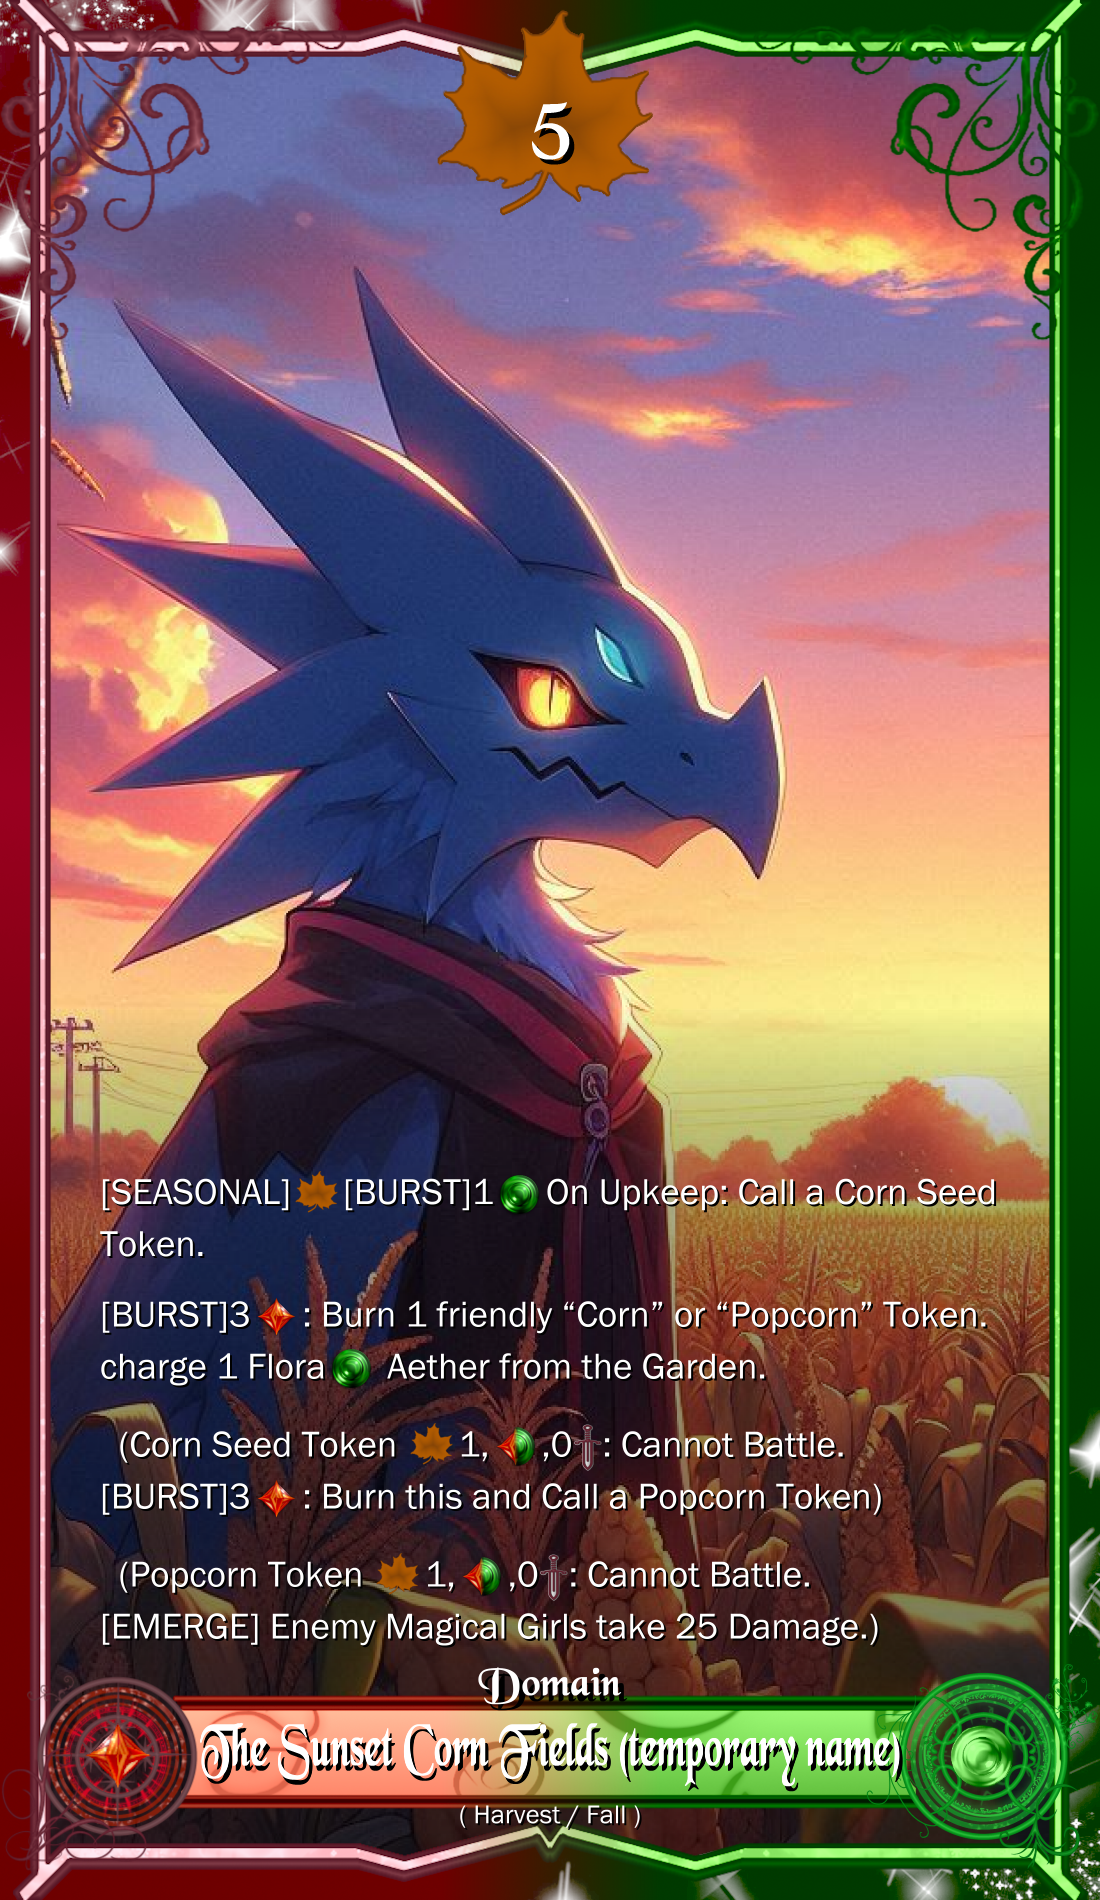 5
[SEASONAL] [BURST]1 On Upkeep: Call a Corn Seed
Token.
[BURST]3 : Burn 1 friendly “Corn” or “Popcorn” Token.
charge 1 Flora Aether from the Garden.
(Corn Seed Token 1, ,0 : Cannot Battle.
[BURST]3 : Burn this and Call a Popcorn Token)
(Popcorn Token 1, ,0 : Cannot Battle.
[EMERGE] Enemy Magical Girls take 25 Damage.)
Domain
The Sunset Corn Fields (temporary name)
( Harvest / Fall )